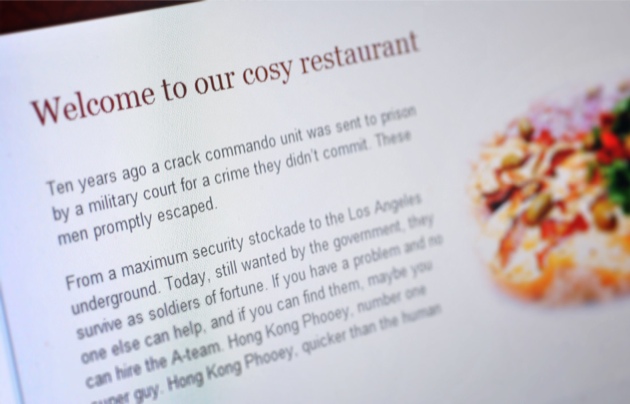 Welcome to our cosy restaurant
Ten years ago a crack commando unit was sent to prison
by a military court for a crime they didn't commit. These
men promptly escaped.
From a maximum security stockade to the Los Angeles
underground. Today, still wanted by the government, they
survive as soldiers of fortune. If you have a problem and no
one else can help, and if you can find them, maybe you
can hire the A-team. Hong Kong Phooey, number one
super guy. Hong Kong Phooey, quicker than the human